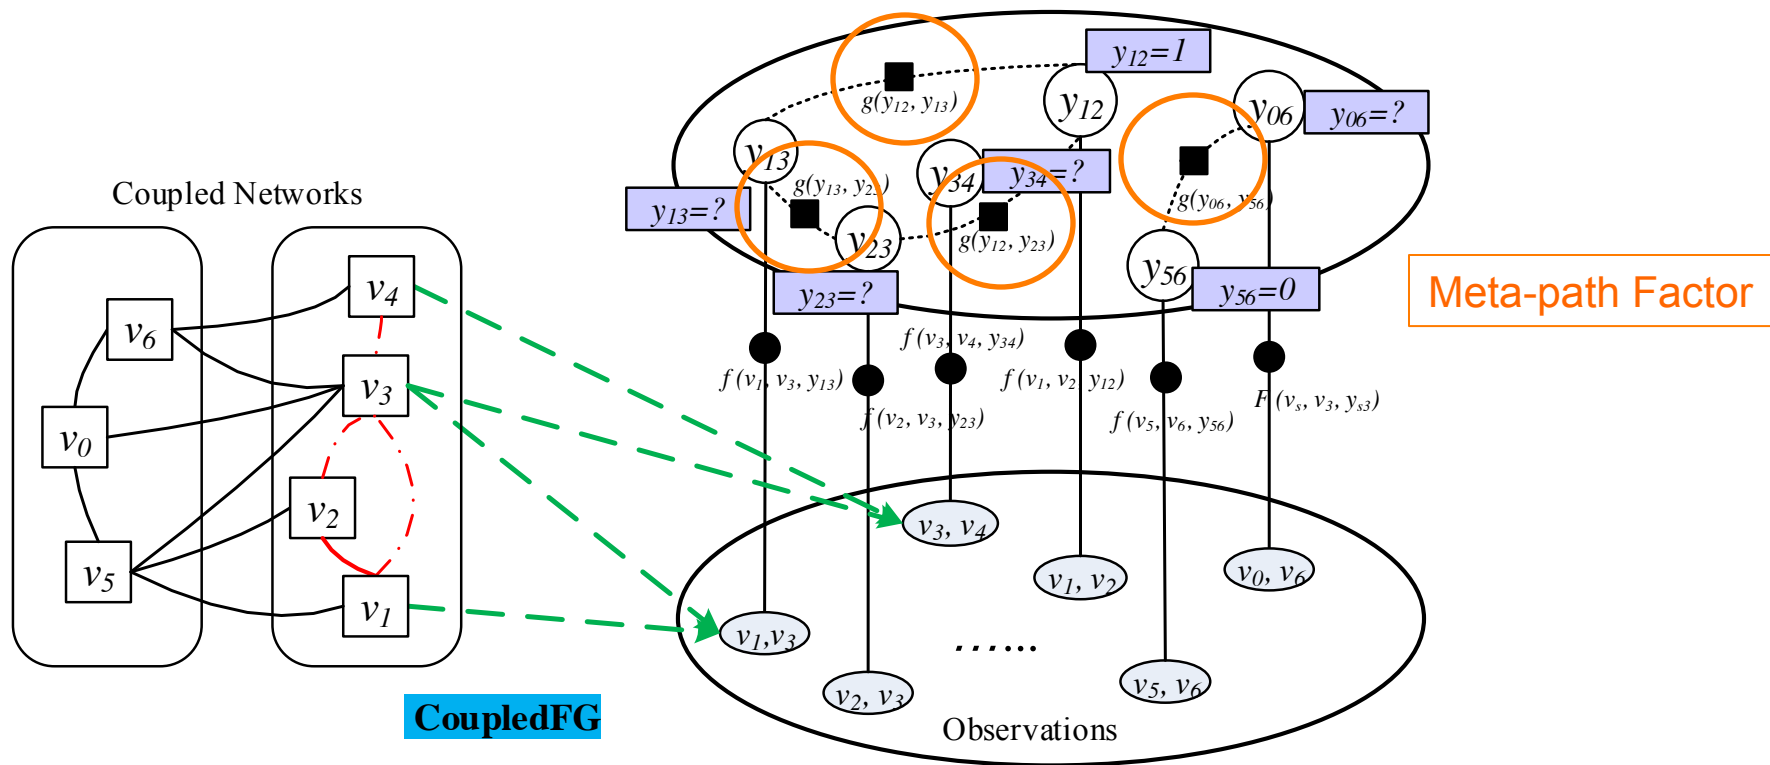 Coupled Networks
v4
v6
v3
v0
v2
v5
v1
CoupledFG
y12=1
g(y12, y13)
y12
y06
y06=?
y13
g(y13, y23)
y34
y34=?
y13=?
g(y06, y56)
y23
g(y12, y23)
y56
y23=?
y56=0
Meta-path Factor
f(v3, v4, y34)
f(v1, v3, y13)
f(v1, v2, y12)
F(vs, v3, ys3)
f(v2, v3, y23)
f(v5, v6, y56)
v3, v4
v1, v2
v0, v6
v1,v3
......
v2, v3
v5, v6
Observations